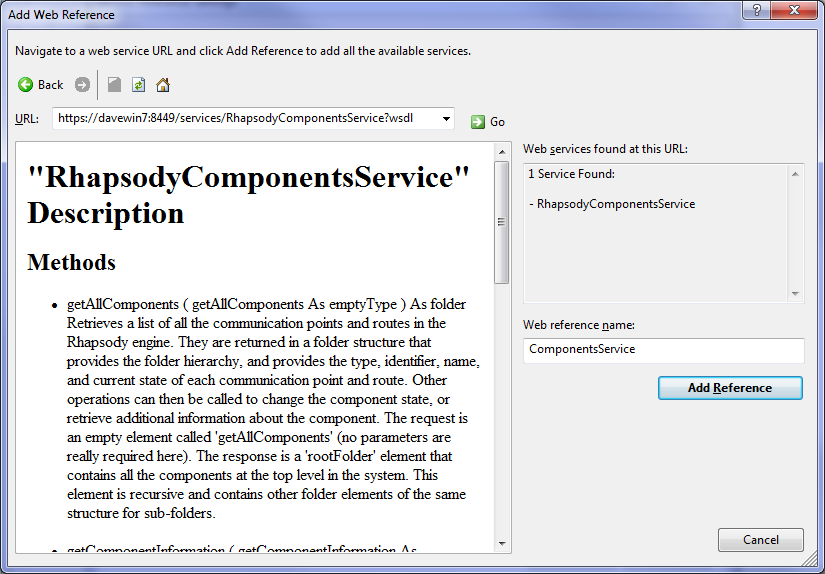 Add Web Reference
?
Navigate to a web service URL and click Add Reference to add all the available services.
Back
URL: https://davewin7:8449/services/RhapsodyComponentsService?wsdl Go
"RhapsodyComponentsService"
Description
Methods
• getAllComponents ( getAllComponents As emptyType ) As folder
Retrieves a list of all the communication points and routes in the
Rhapsody engine. They are returned in a folder structure that
provides the folder hierarchy, and provides the type, identifier, name,
and current state of each communication point and route. Other
operations can then be called to change the component state, or
retrieve additional information about the component. The request is
an empty element called 'getAllComponents' (no parameters are
really required here). The response is a 'rootFolder' element that
contains all the components at the top level in the system. This
element is recursive and contains other folder elements of the same
structure for sub-folders.
• getComponentInformation ( getComponentInformation As
Web services found at this URL:
1 Service Found:
- RhapsodyComponentsService
Web reference name:
ComponentsService
Add Reference
Cancel